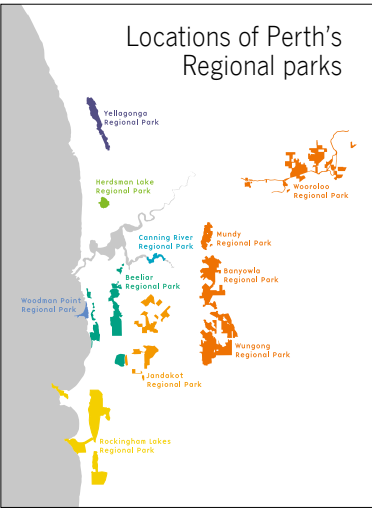 Locations of Perth's
Regional parks
Yellagonga
Regional Park
Herdsman Lake
Regional Park
Wooroloo
Regional Park
Canning River
Regional Park
Mundy
Regional Park
Beeliar
Regional Park
Banyowla
Regional Park
Woodman Point
Regional Park
Wungong
Regional Park
Jandakot
Regional Park
Rockingham Lakes
Regional Park